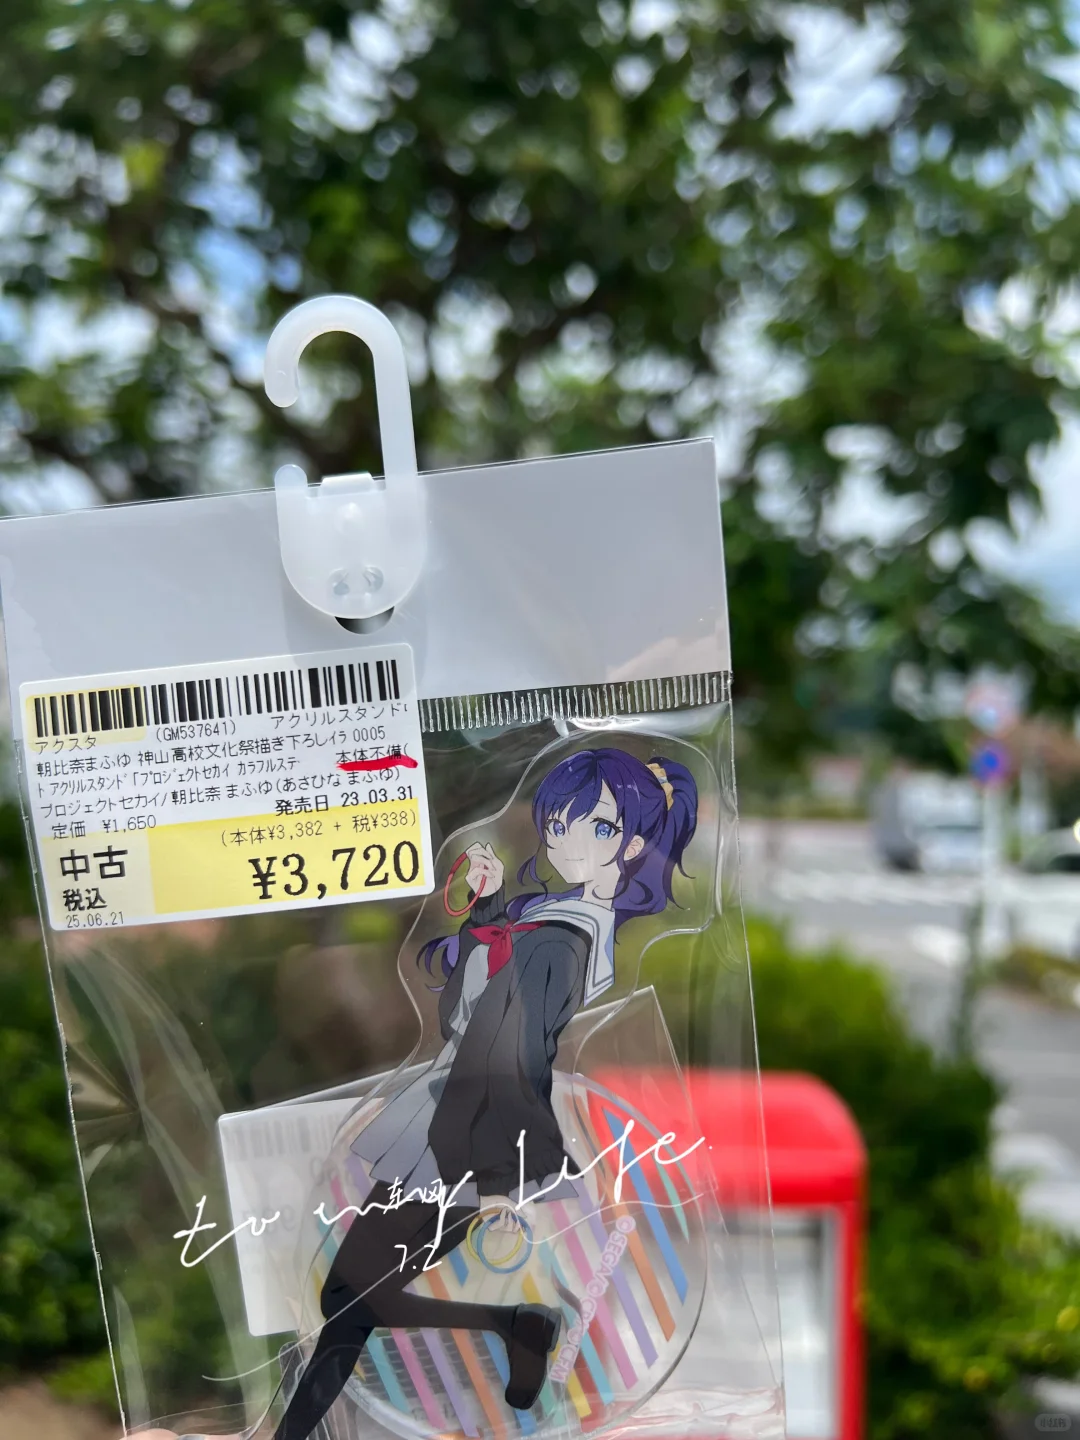 (GM537641)
アクスタ アクリルスタンド
朝比奈まふゆ 神山高校文化祭描き下ろしイラ 0005
ト アクリルスタンド「プロジェクトセカイ カラフルステ 本体不備(
プロジェクトセカイ/朝比奈 まふゆ(あさひな まふゆ)
発売日 23.03.31
定価 ¥1,650
(本体¥3,382 + 税¥338)
中古
¥3,720
税込
25.06.21
to my Life.
7.2
©SEGA/©CP/©CFM
小红书